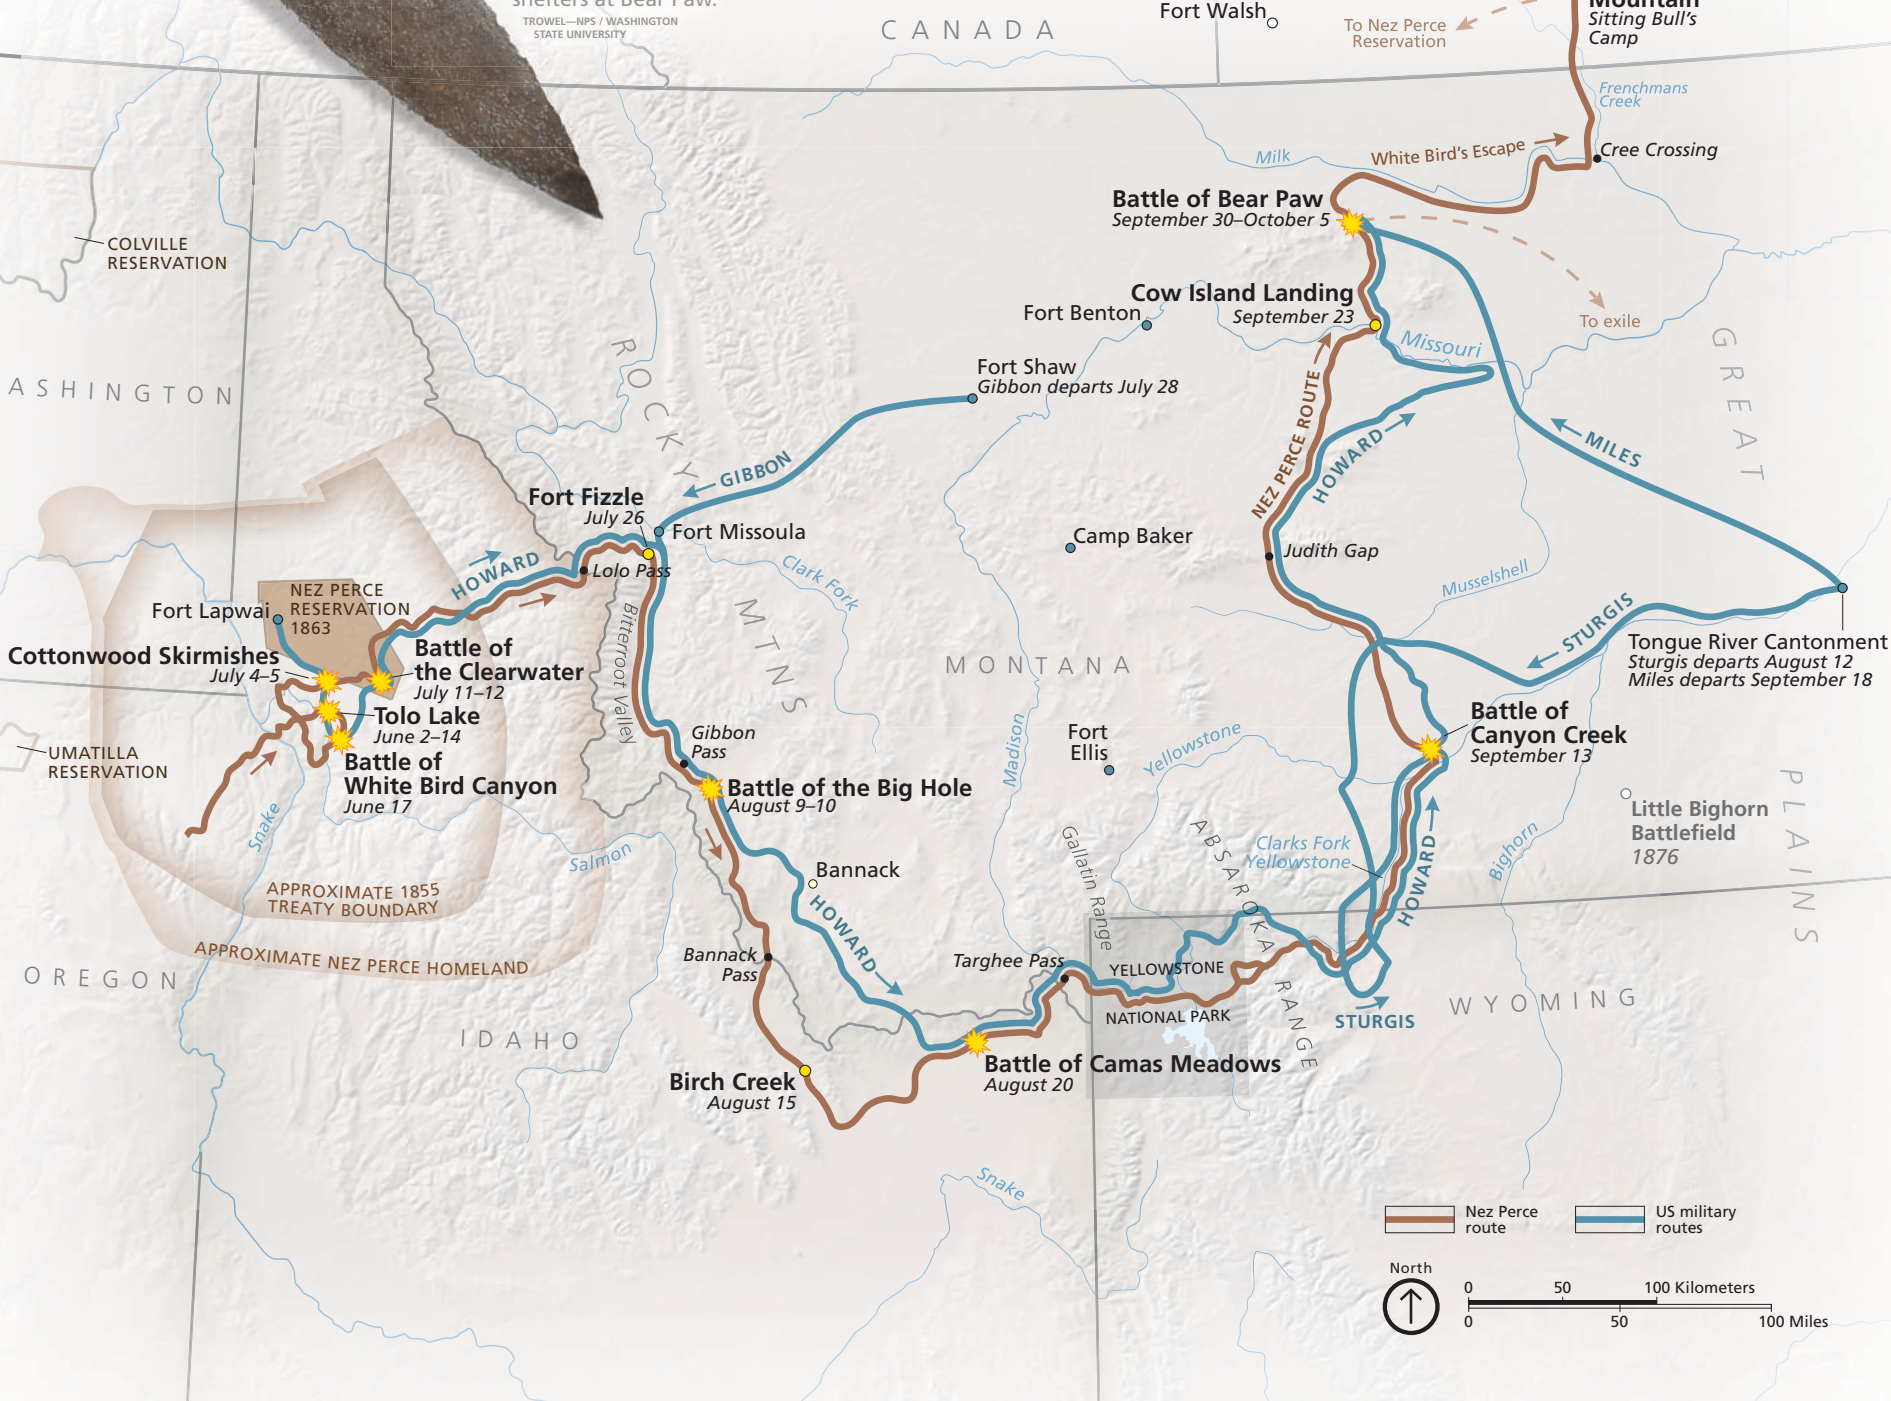 shelters at Bear Paw.
TROWEL—NPS / WASHINGTON
STATE UNIVERSITY
CANADA
Fort Walsh
To Nez Perce
Reservation
Mountain
Sitting Bull's
Camp
Frenchmans
Creek
Cree Crossing
White Bird's Escape
Milk
Battle of Bear Paw
September 30–October 5
COLVILLE
RESERVATION
Cow Island Landing
September 23
Fort Benton
To exile
Missouri
Fort Shaw
Gibbon departs July 28
ASHINGTON
ROCKY
MTNS
GREAT
PLAINS
GIBBON
NEZ PERCE ROUTE
HOWARD
MILES
Fort Fizzle
July 26
Fort Missoula
Camp Baker
Judith Gap
Lolo Pass
HOWARD
Clark Fork
Musselshell
NEZ PERCE
RESERVATION
1863
Fort Lapwai
Bitterroot Valley
STURGIS
Tongue River Cantonment
Sturgis departs August 12
Miles departs September 18
Cottonwood Skirmishes
July 4–5
Battle of
the Clearwater
July 11–12
MONTANA
Tolo Lake
June 2–14
Battle of
Canyon Creek
September 13
Gibbon
Pass
Fort
Ellis
Madison
Yellowstone
UMATILLA
RESERVATION
Battle of
White Bird Canyon
June 17
Battle of the Big Hole
August 9–10
Little Bighorn
Battlefield
1876
Snake
Salmon
Bannack
Gallatin Range
ABSAROKA
RANGE
Clarks Fork
Yellowstone
HOWARD
Bighorn
APPROXIMATE 1855
TREATY BOUNDARY
HOWARD
APPROXIMATE NEZ PERCE HOMELAND
Bannack
Pass
Targhee Pass
YELLOWSTONE
NATIONAL PARK
OREGON
IDAHO
WYOMING
STURGIS
Battle of Camas Meadows
August 20
Birch Creek
August 15
Snake
Nez Perce
route
US military
routes
North
0 50 100 Kilometers
0 50 100 Miles